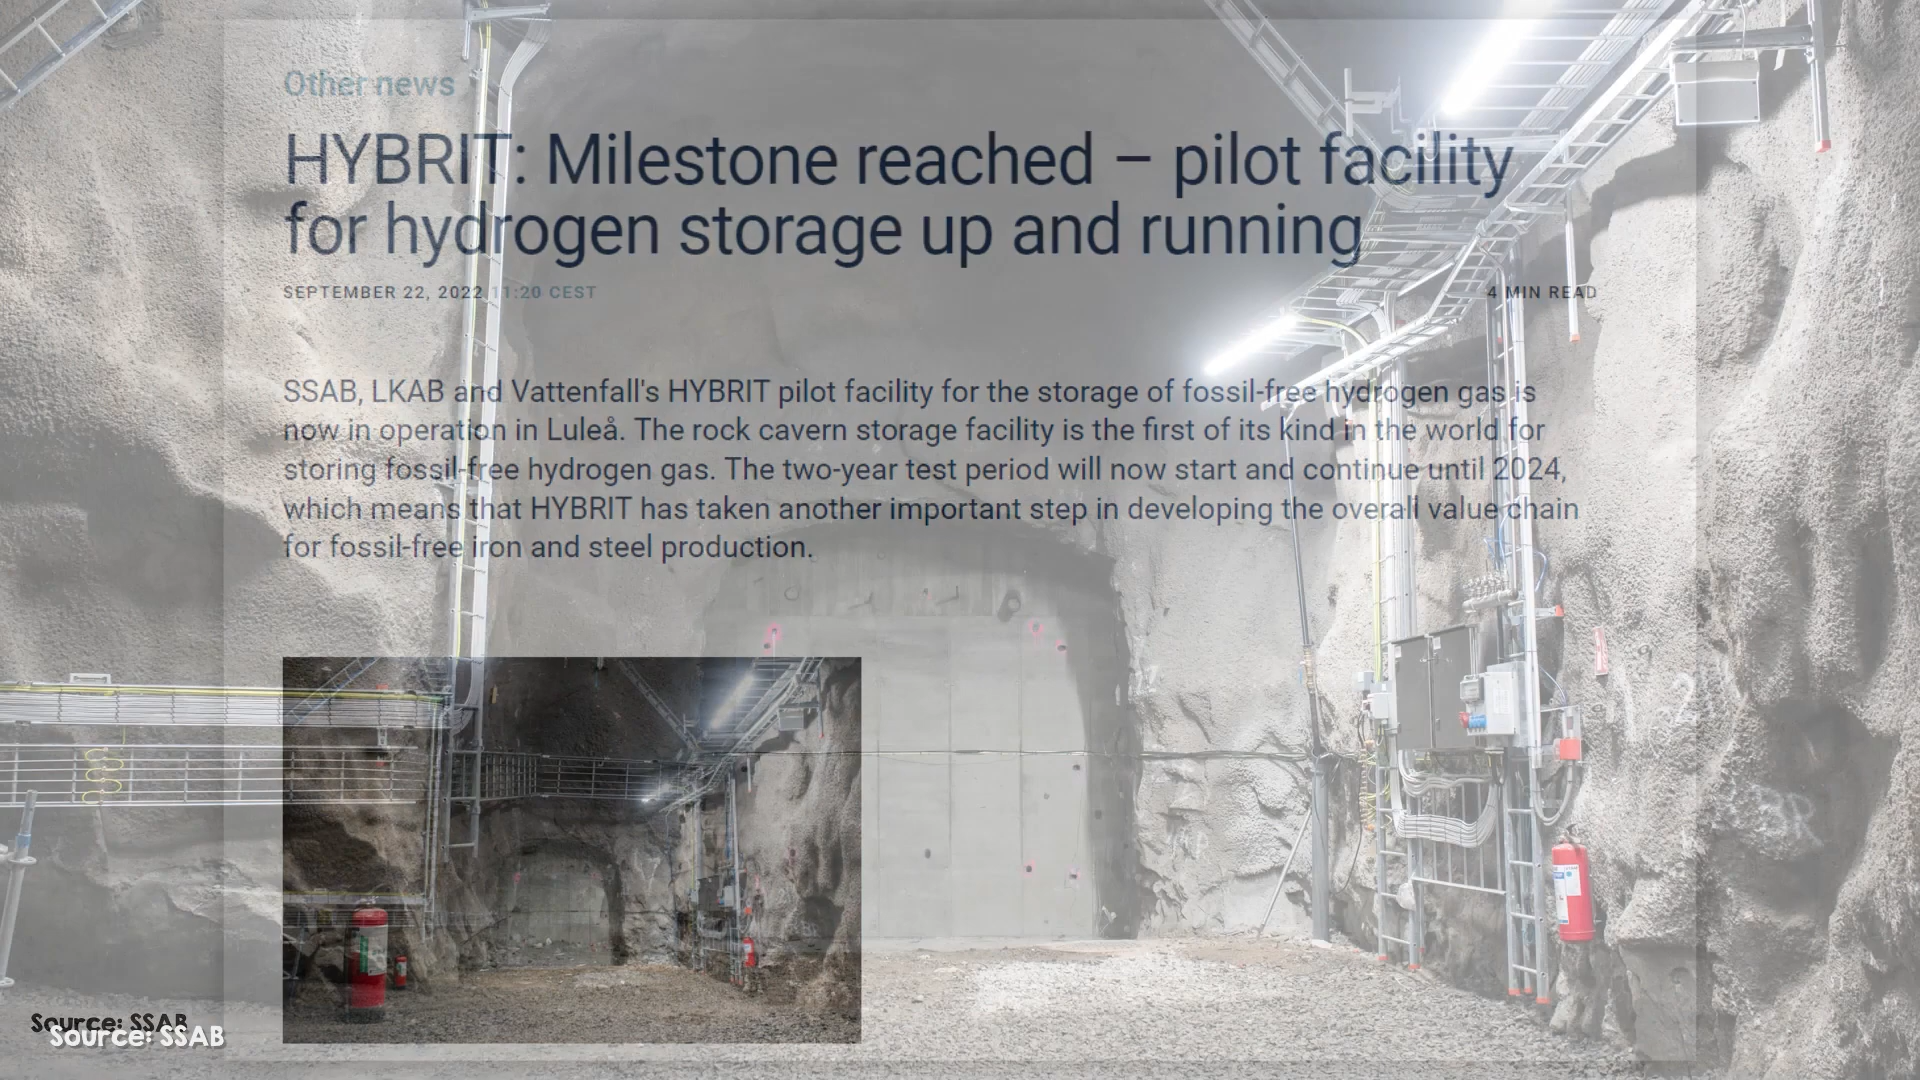 Other news
HYBRIT: Milestone reached – pilot facility
for hydrogen storage up and running
SEPTEMBER 22, 2022 11:20 CEST
4 MIN READ
SSAB, LKAB and Vattenfall's HYBRIT pilot facility for the storage of fossil-free hydrogen gas is
now in operation in Luleå. The rock cavern storage facility is the first of its kind in the world for
storing fossil-free hydrogen gas. The two-year test period will now start and continue until 2024,
which means that HYBRIT has taken another important step in developing the overall value chain
for fossil-free iron and steel production.
Source: SSAB
Source: SSAB